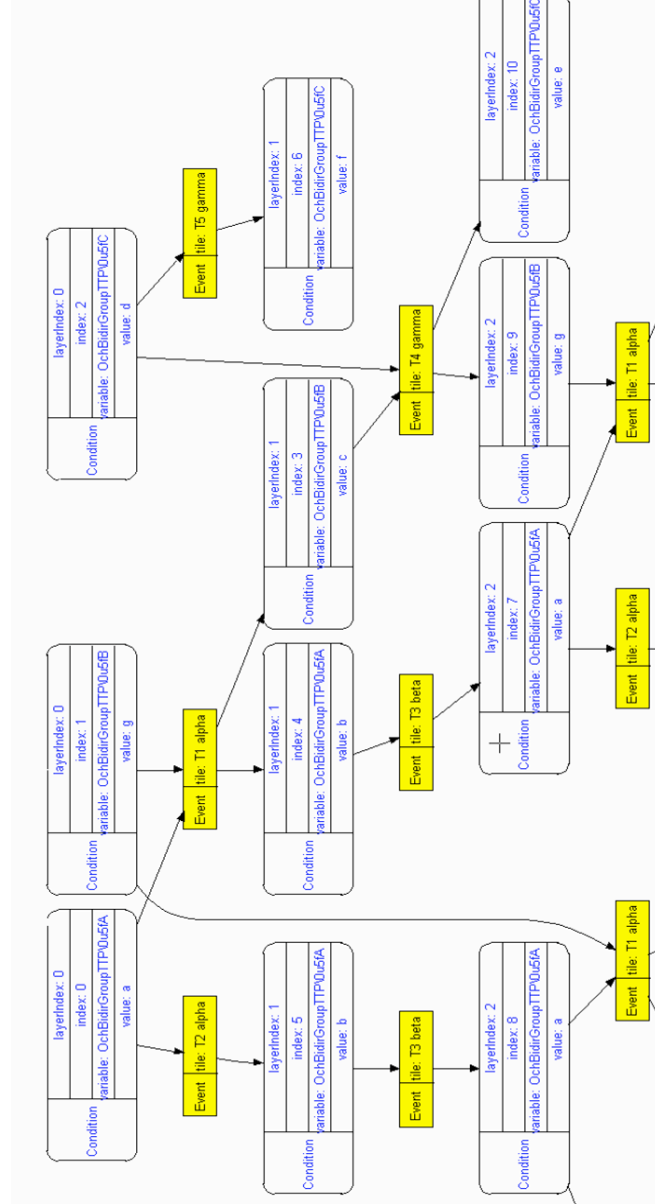 Condition
layerIndex: 0
index: 0
variable: OchBidirGroupTTP\0u5fA
value: a
Condition
layerIndex: 0
index: 1
variable: OchBidirGroupTTP\0u5fB
value: g
Condition
layerIndex: 0
index: 2
variable: OchBidirGroupTTP\0u5fC
value: d
Event tile: T2 alpha
Event tile: T1 alpha
Event tile: T5 gamma
Condition
layerIndex: 1
index: 5
variable: OchBidirGroupTTP\0u5fA
value: b
Condition
layerIndex: 1
index: 4
variable: OchBidirGroupTTP\0u5fA
value: b
Condition
layerIndex: 1
index: 3
variable: OchBidirGroupTTP\0u5fB
value: c
Condition
layerIndex: 1
index: 6
variable: OchBidirGroupTTP\0u5fC
value: f
Event tile: T3 beta
Event tile: T3 beta
Event tile: T4 gamma
Condition
layerIndex: 2
index: 8
variable: OchBidirGroupTTP\0u5fA
value: a
Condition
layerIndex: 2
index: 7
variable: OchBidirGroupTTP\0u5fA
value: a
Condition
layerIndex: 2
index: 9
variable: OchBidirGroupTTP\0u5fB
value: g
Condition
layerIndex: 2
index: 10
variable: OchBidirGroupTTP\0u5fC
value: e
Event tile: T1 alpha
Event tile: T2 alpha
Event tile: T1 alpha